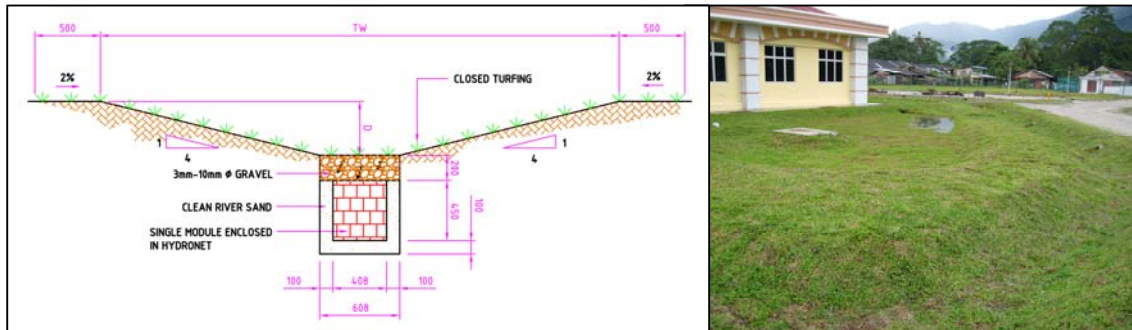 500 TW 500
2% 2%
CLOSED TURFING
D
1 1
4 4
3mm-10mm Ø GRAVEL
200
CLEAN RIVER SAND
450
100
SINGLE MODULE ENCLOSED
IN HYDRONET
100 408 100
608